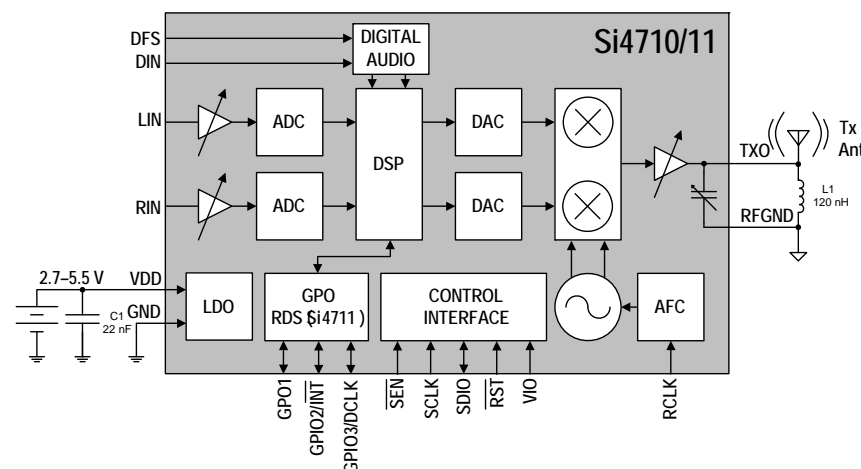 Si4710/11
DFS
DIN
DIGITAL
AUDIO
LIN
ADC
DSP
DAC
RIN
ADC
DAC
TXO
Tx
Ant
L1
120 nH
RFGND
2.7–5.5 V
VDD
GND
C1
22 nF
LDO
GPO
RDS (Si4711)
CONTROL
INTERFACE
AFC
GPO1
GPIO2/INT
GPIO3/DCLK
SEN
SCLK
SDIO
RST
VIO
RCLK